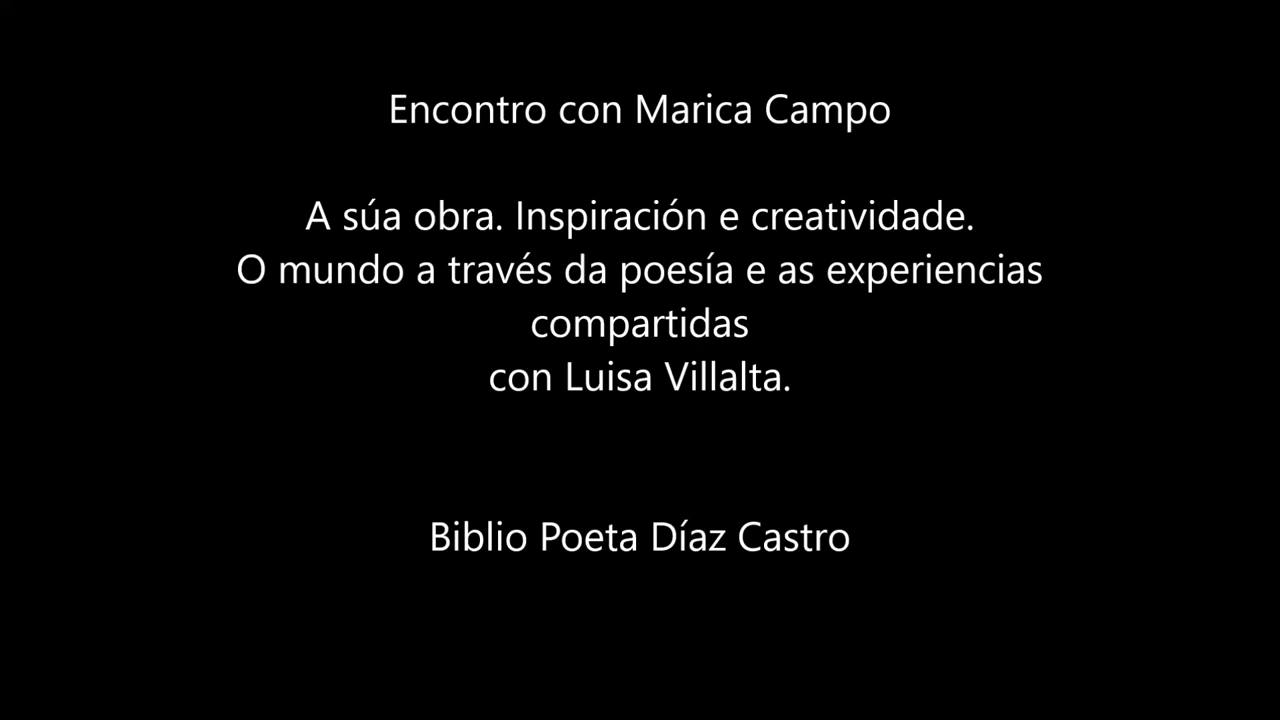 Encontro con Marica Campo
A súa obra. Inspiración e creatividade.
O mundo a través da poesía e as experiencias
compartidas
con Luisa Villalta.
Biblio Poeta Díaz Castro